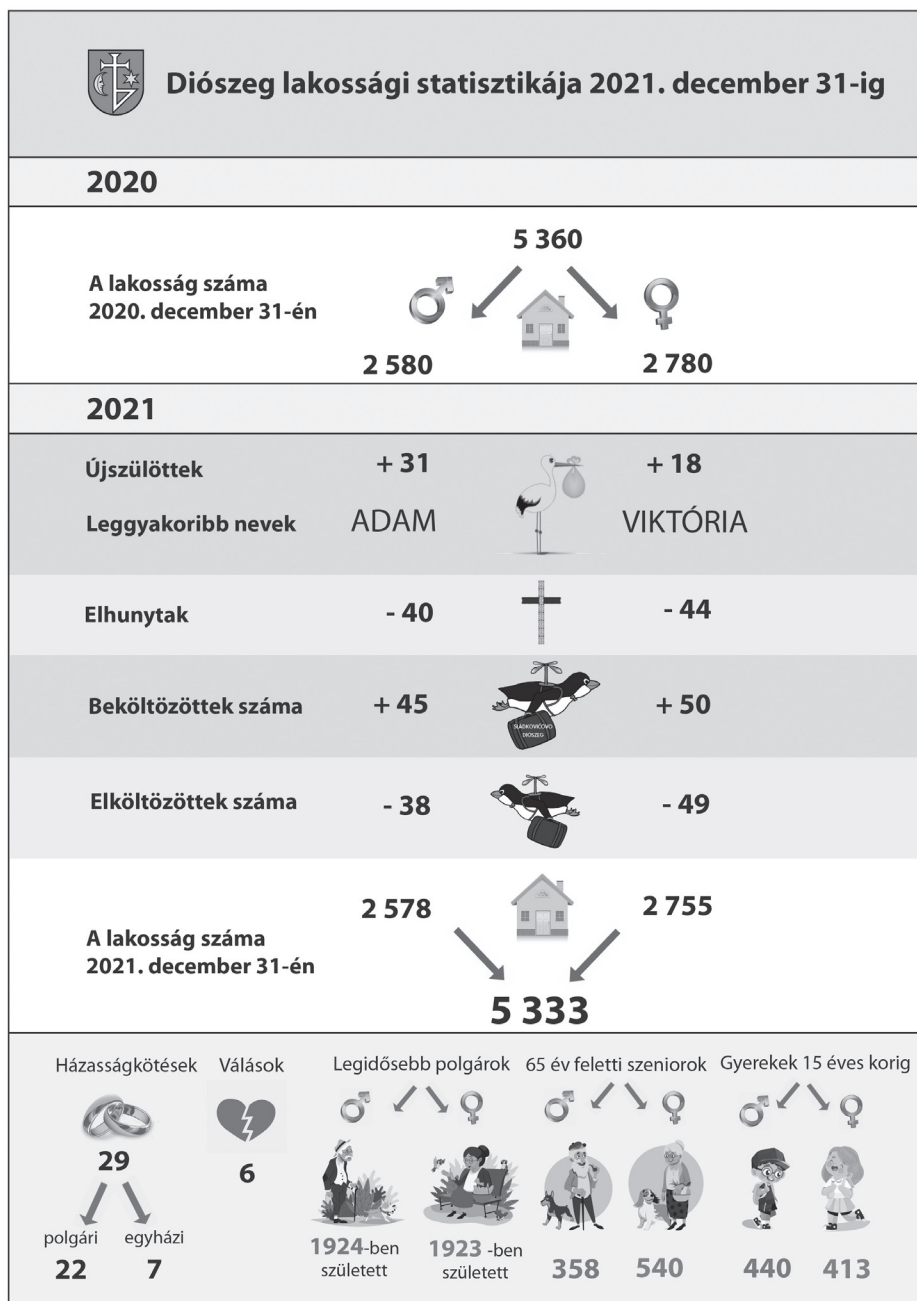 Diószeg lakossági statisztikája 2021. december 31-ig
2020
5 360
A lakosság száma
2020. december 31-én
2 580
2 780
2021
Újszülöttek
+ 31
+ 18
Leggyakoribb nevek
ADAM
VIKTÓRIA
Elhunytak
- 40
- 44
Beköltözöttek száma
+ 45
SLÁDKOVIČOVO
DIÓSZEG
+ 50
Elköltözöttek száma
- 38
- 49
2 578
2 755
A lakosság száma
2021. december 31-én
5 333
Házasságkötések
29
polgári
22
egyházi
7
Válások
6
Legidősebb polgárok
1924-ben
született
1923 -ben
született
65 év feletti szeniorok
358
540
Gyerekek 15 éves korig
440
413